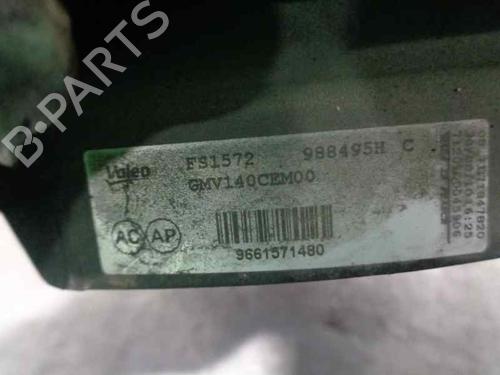 Valeo
FS1572 988495H C
GMV140CEM00
AC AP
9661571480
B-PARTS